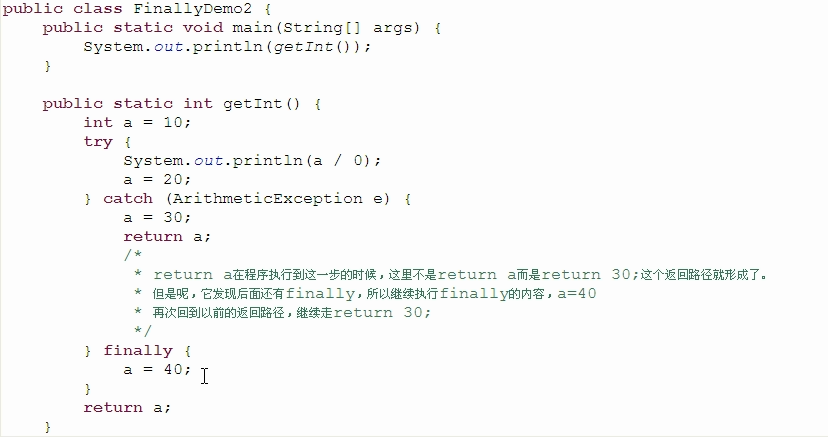 public class FinallyDemo2 {
    public static void main(String[] args) {
        System.out.println(getInt());
    }
    public static int getInt() {
        int a = 10;
        try {
            System.out.println(a / 0);
            a = 20;
        } catch (ArithmeticException e) {
            a = 30;
            return a;
            /*
             * return a在程序执行到这一步的时候，这里不是return a而是return 30;这个返回路径就形成了。
             * 但是呢，它发现后面还有finally，所以继续执行finally的内容，a=40
             * 再次回到以前的返回路径，继续走return 30;
             */
        } finally {
            a = 40;
        }
        return a;
    }